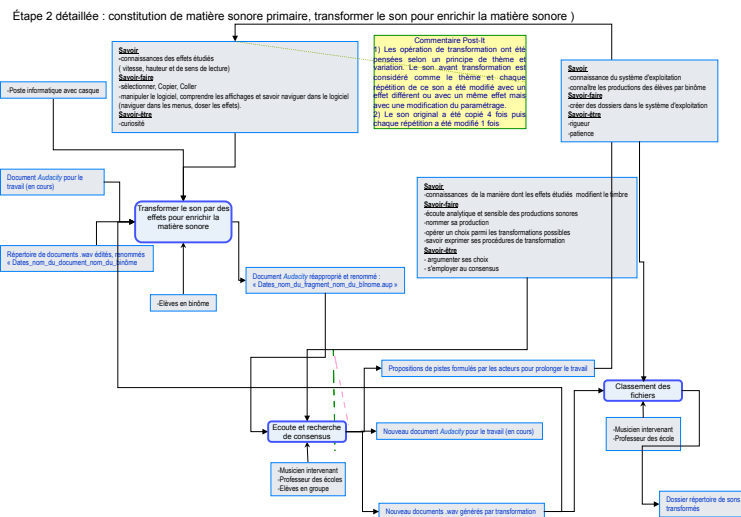 Étape 2 détaillée : constitution de matière sonore primaire, transformer le son pour enrichir la matière sonore )
Savoir
-connaissances des effets étudiés
( vitesse, hauteur et de sens de lecture)
Savoir-faire
-sélectionner, Copier, Coller
-manipuler le logiciel, comprendre les affichages et savoir naviguer dans le logiciel
(naviguer dans les menus, doser les effets).
Savoir-être
-curiosité
Commentaire Post-It
1) Les opération de transformation ont été
pensées selon un principe de thème et
variation. Le son avant transformation est
considéré comme le thème et chaque
répétition de ce son a été modifié avec un
effet différent ou avec un même effet mais
avec une modification du paramétrage.
2) Le son original a été copié 4 fois puis
chaque répétition a été modifié 1 fois
Savoir
-connaissance du système d'exploitation
-connaître les productions des élèves par binôme
Savoir-faire
-créer des dossiers dans le système d'exploitation
Savoir-être
-rigueur
-patience
-Poste informatique avec casque
Document Audacity pour le
travail (en cours)
Transformer le son par des
effets pour enrichir la
matière sonore
Savoir
-connaissances de la manière dont les effets étudiés modifient le timbre
Savoir-faire
-écoute analytique et sensible des productions sonores
-nommer sa production
-opérer un choix parmi les transformations possibles
-savoir exprimer ses procédures de transformation
Savoir-être
- argumenter ses choix
- s'employer au consensus
Répertoire de documents .wav édités, renommés
« Dates_nom_du_document_nom_du_binôme
Document Audacity réapproprié et renommé :
« Dates_nom_du_fragment_nom_du_bînome.aup »
-Elèves en binôme
Propositions de pistes formulés par les acteurs pour prolonger le travail
Classement des
fichiers
Ecoute et recherche
de consensus
Nouveau document Audacity pour le travail (en cours)
-Musicien intervenant
-Professeur des école
-Musicien intervenant
-Professeur des écoles
-Elèves en groupe
Nouveau documents .wav générés par transformation
Dossier répertoire de sons
transformés